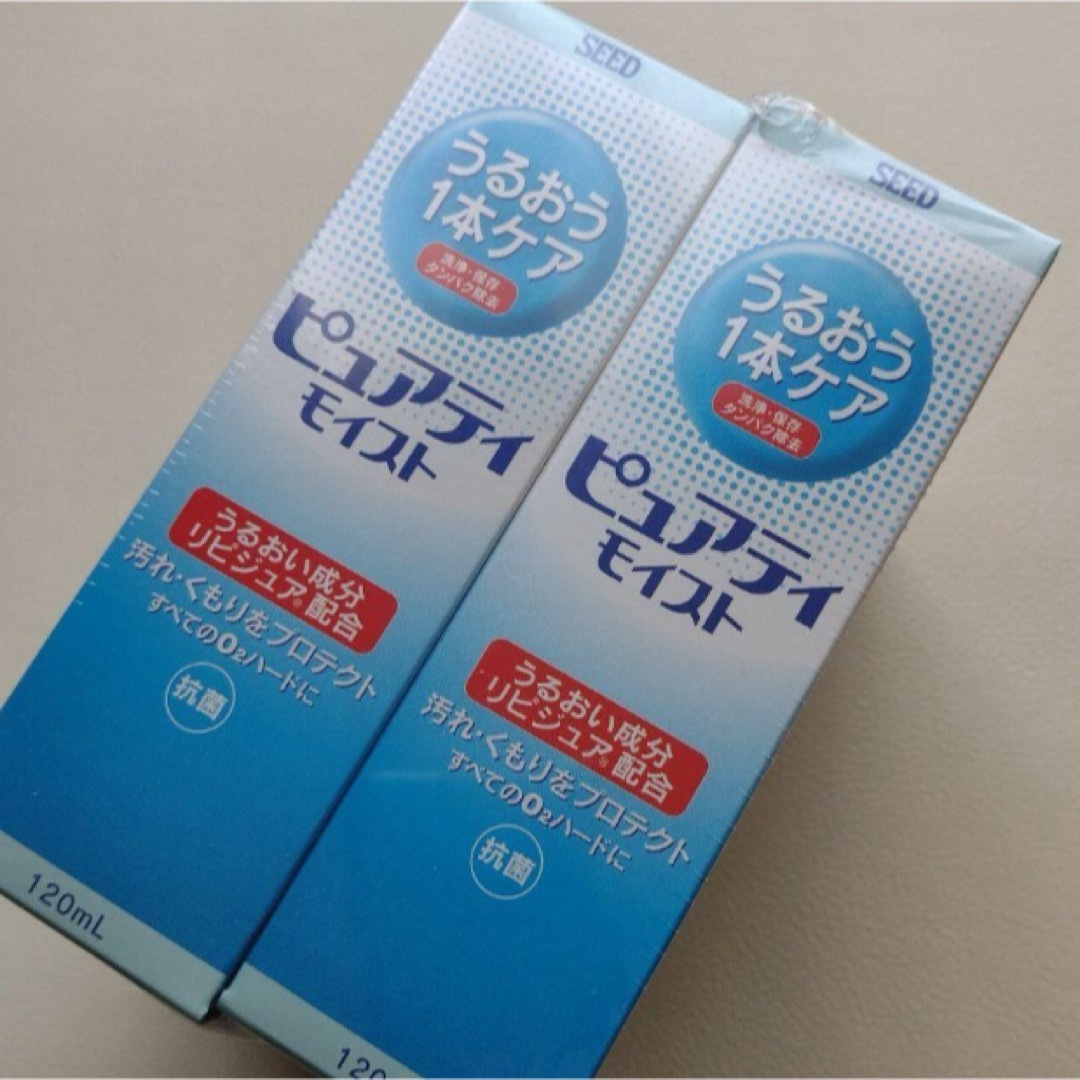 SEED
うるおう
1本ケア
洗浄・保存
タンパク除去
ピュアティ
モイスト
うるおい成分
リピジュア®配合
汚れ・くもりをプロテクト
すべてのO2ハードに
抗菌
120mL
SEED
うるおう
1本ケア
洗浄・保存
タンパク除去
ピュアティ
モイスト
うるおい成分
リピジュア®配合
汚れ・くもりをプロテクト
すべてのO2ハードに
抗菌
120